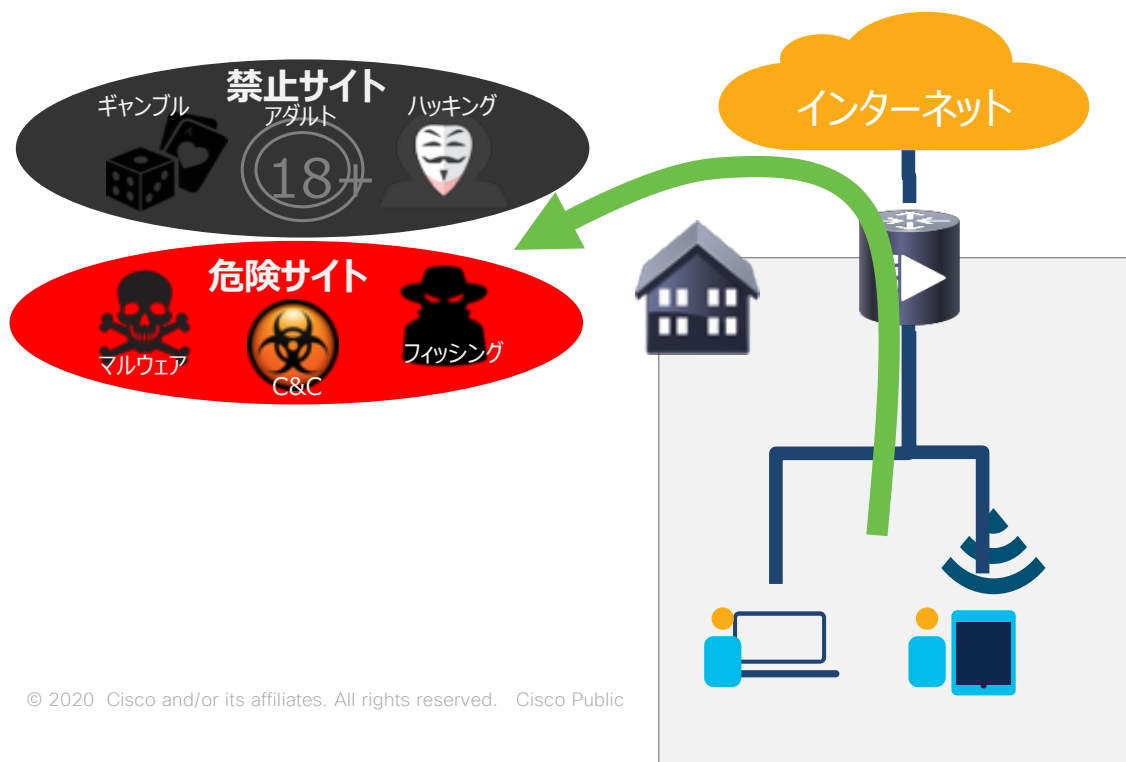 禁止サイト
ギャンブル
アダルト
ハッキング
18+
インターネット
危険サイト
マルウェア
C&C
フィッシング
© 2020 Cisco and/or its affiliates. All rights reserved. Cisco Public